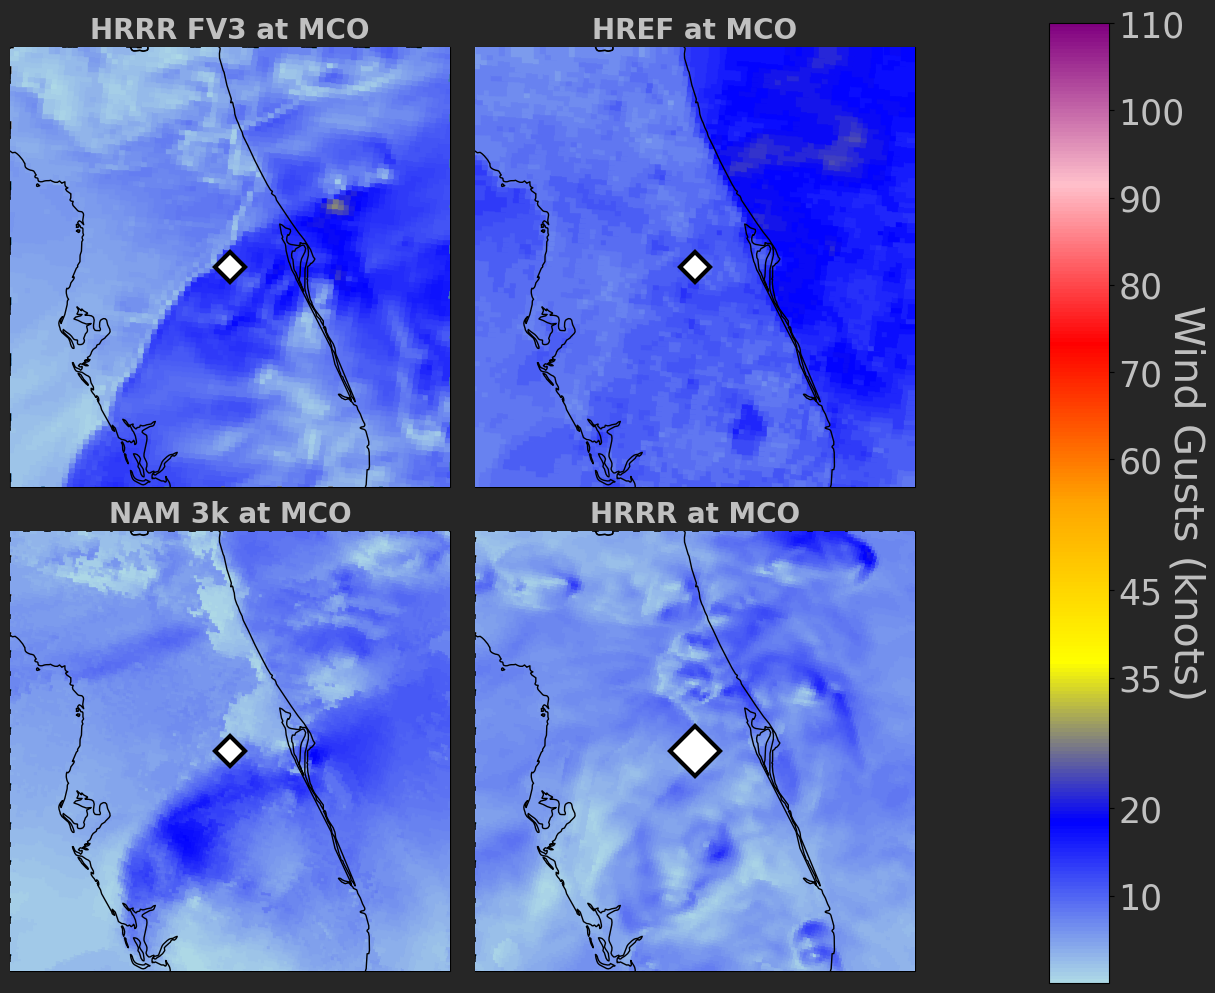 HRRR FV3 at MCO
HREF at MCO
NAM 3k at MCO
HRRR at MCO
110
100
90
80
70
60
45
35
20
10
Wind Gusts (knots)